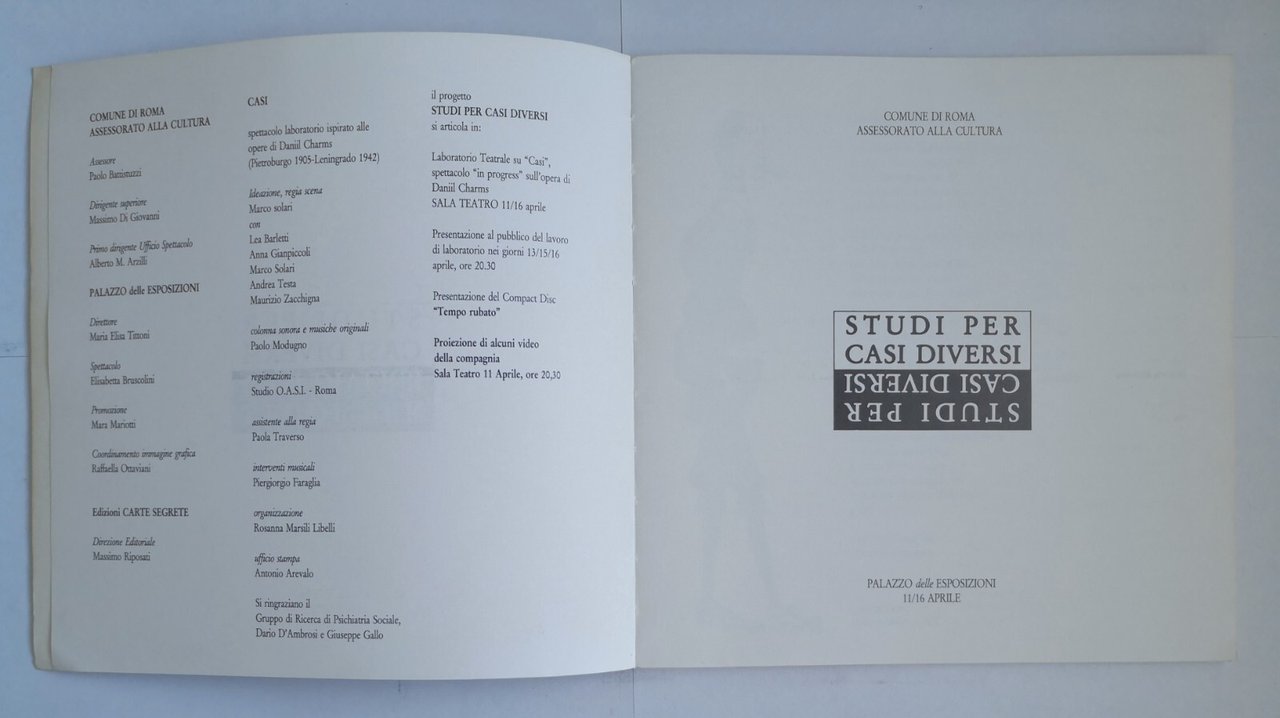 COMUNE DI ROMA
ASSESSORATO ALLA CULTURA
Assessore
Paolo Battistuzzi
Dirigente superiore
Massimo Di Giovanni
Primo dirigente Ufficio Spettacolo
Alberto M. Arzilli
PALAZZO delle ESPOSIZIONI
Direttore
Maria Elisa Tittoni
Spettacolo
Elisabetta Bruscolini
Promozione
Mara Mariotti
Coordinamento immagine grafica
Raffaella Ottaviani
Edizioni CARTE SEGRETE
Direzione Editoriale
Massimo Riposati
CASI
spettacolo laboratorio ispirato alle
opere di Daniil Charms
(Pietroburgo 1905-Leningrado 1942)
Ideazione, regia scena
Marco solari
con
Lea Barletti
Anna Gianpiccoli
Marco Solari
Andrea Testa
Maurizio Zacchigna
colonna sonora e musiche originali
Paolo Modugno
registrazioni
Studio O.A.S.I. - Roma
assistente alla regia
Paola Traverso
interventi musicali
Piergiorgio Faraglia
organizzazione
Rosanna Marsili Libelli
ufficio stampa
Antonio Arevalo
Si ringraziano il
Gruppo di Ricerca di Psichiatria Sociale,
Dario D'Ambrosi e Giuseppe Gallo
il progetto
STUDI PER CASI DIVERSI
si articola in:
Laboratorio Teatrale su "Casi",
spettacolo "in progress" sull'opera di
Daniil Charms
SALA TEATRO 11/16 aprile
Presentazione al pubblico del lavoro
di laboratorio nei giorni 13/15/16
aprile, ore 20.30
Presentazione del Compact Disc
"Tempo rubato"
Proiezione di alcuni video
della compagnia
Sala Teatro 11 Aprile, ore 20,30
COMUNE DI ROMA
ASSESSORATO ALLA CULTURA
STUDI PER
CASI DIVERSI
CASI DIVERSI
STUDI PER
PALAZZO delle ESPOSIZIONI
11/16 APRILE